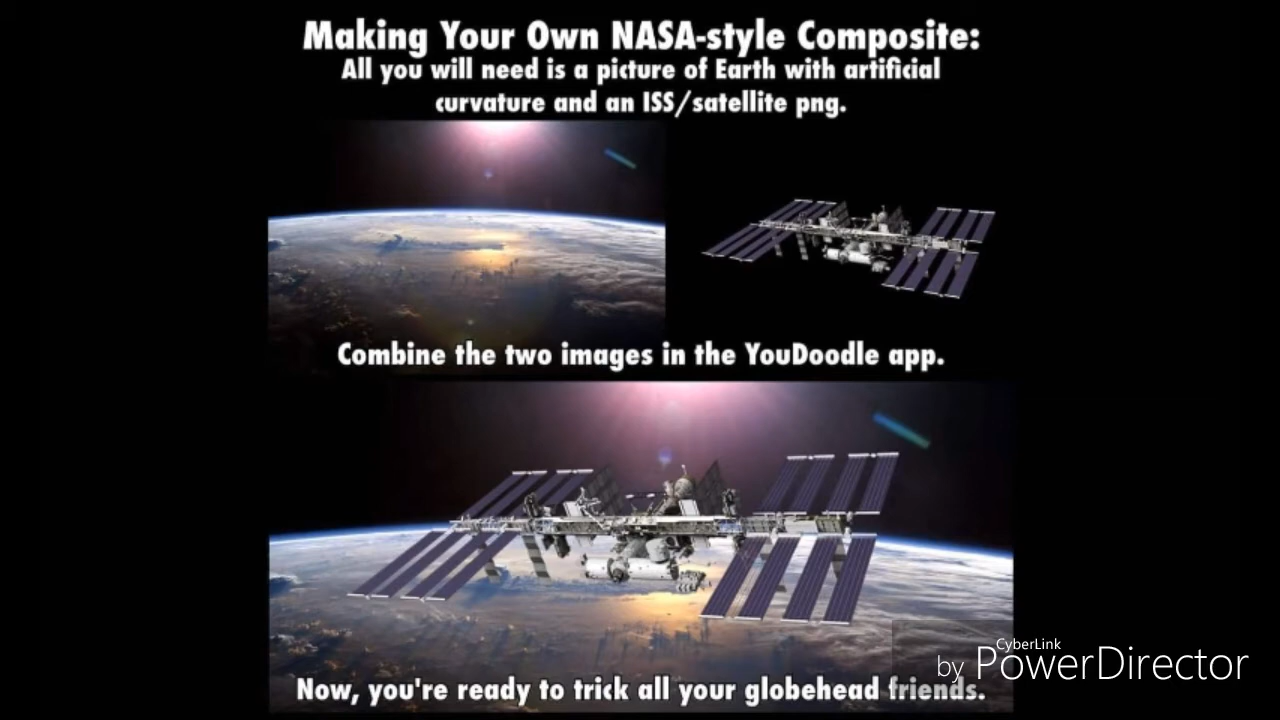 Making Your Own NASA-style Composite:
All you will need is a picture of Earth with artificial
curvature and an ISS/satellite png.
Combine the two images in the YouDoodle app.
Now, you're ready to trick all your globehead friends.
CyberLink
by PowerDirector